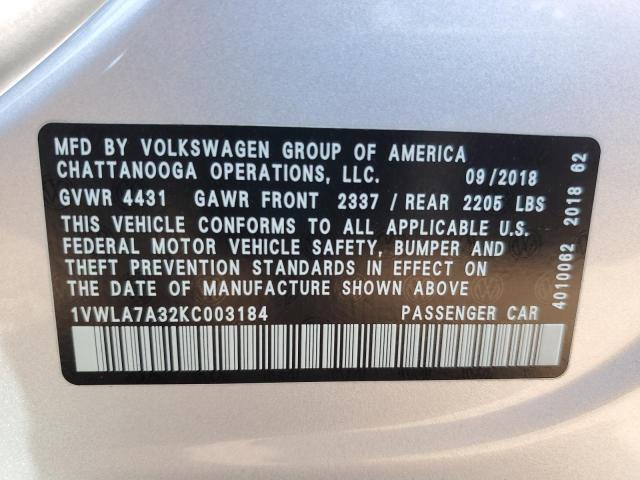 MFD BY VOLKSWAGEN GROUP OF AMERICA
CHATTANOOGA OPERATIONS, LLC. 09/2018
GVWR 4431 GAWR FRONT 2337 / REAR 2205 LBS
THIS VEHICLE CONFORMS TO ALL APPLICABLE U.S.
FEDERAL MOTOR VEHICLE SAFETY, BUMPER AND
THEFT PREVENTION STANDARDS IN EFFECT ON
THE DATE OF MANUFACTURE SHOWN ABOVE
1VWLA7A32KC003184 PASSENGER CAR
4010062 2018 62